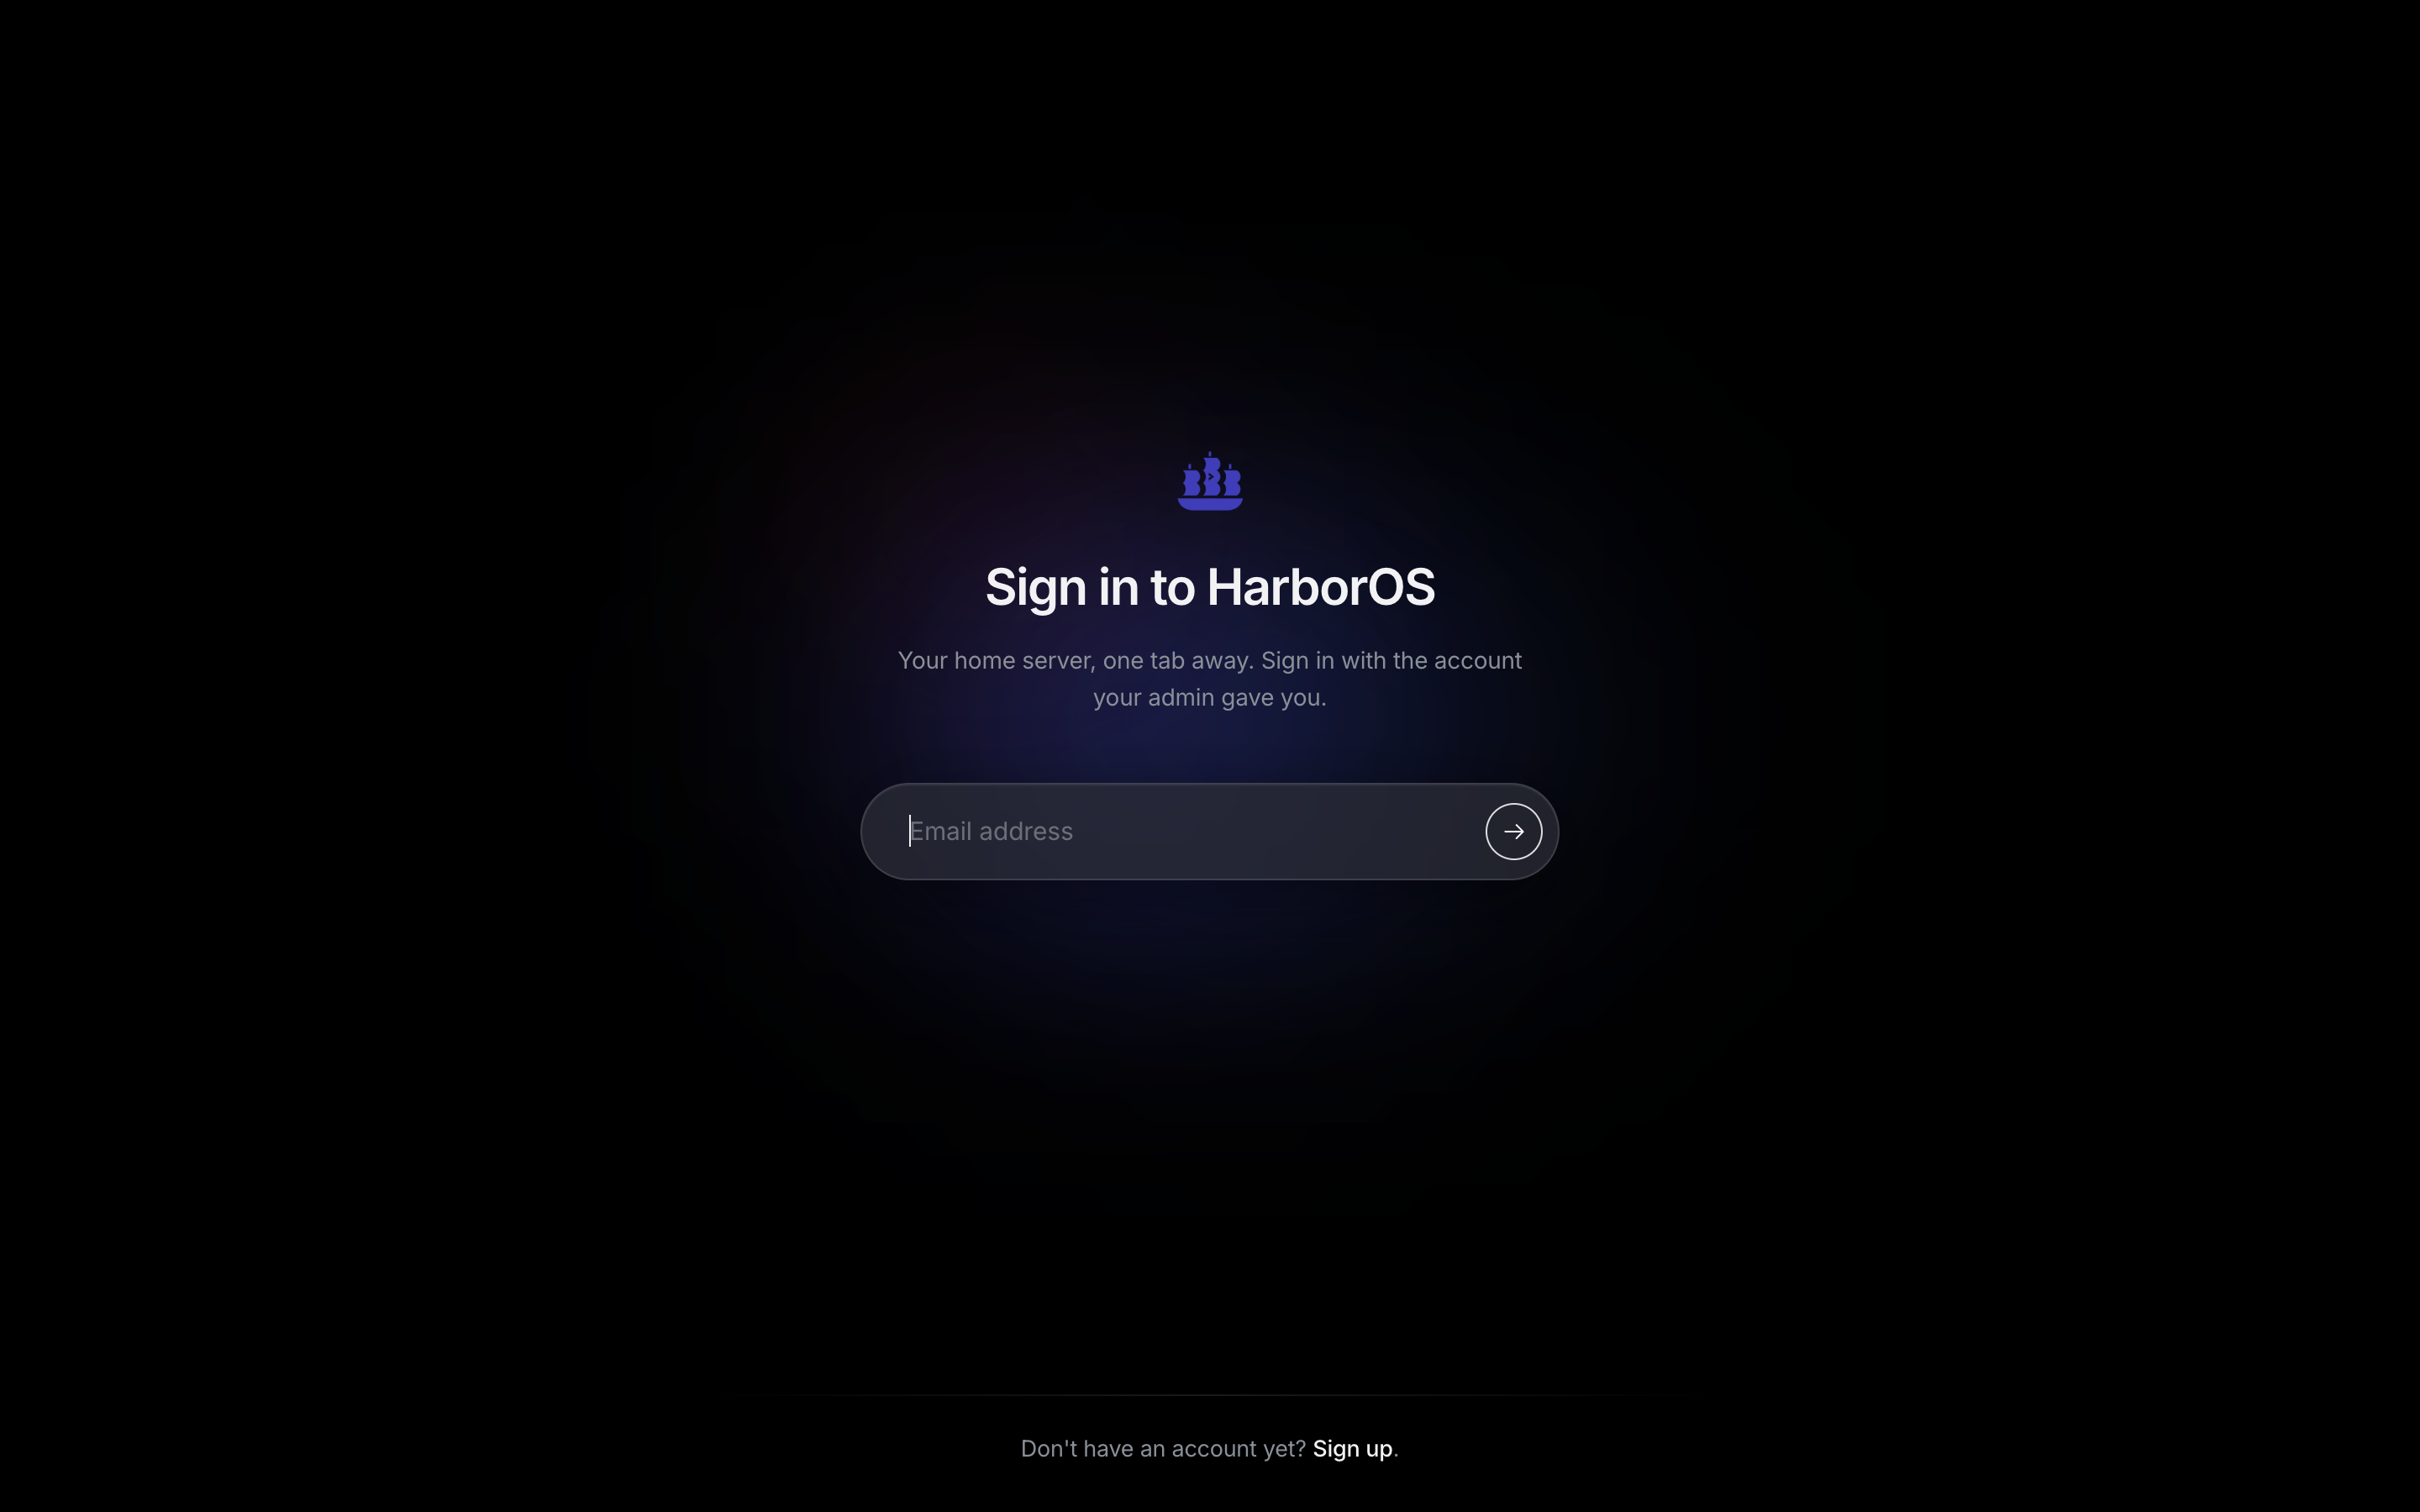 Sign in to HarborOS
Your home server, one tab away. Sign in with the account
your admin gave you.
Email address
Don't have an account yet? Sign up.